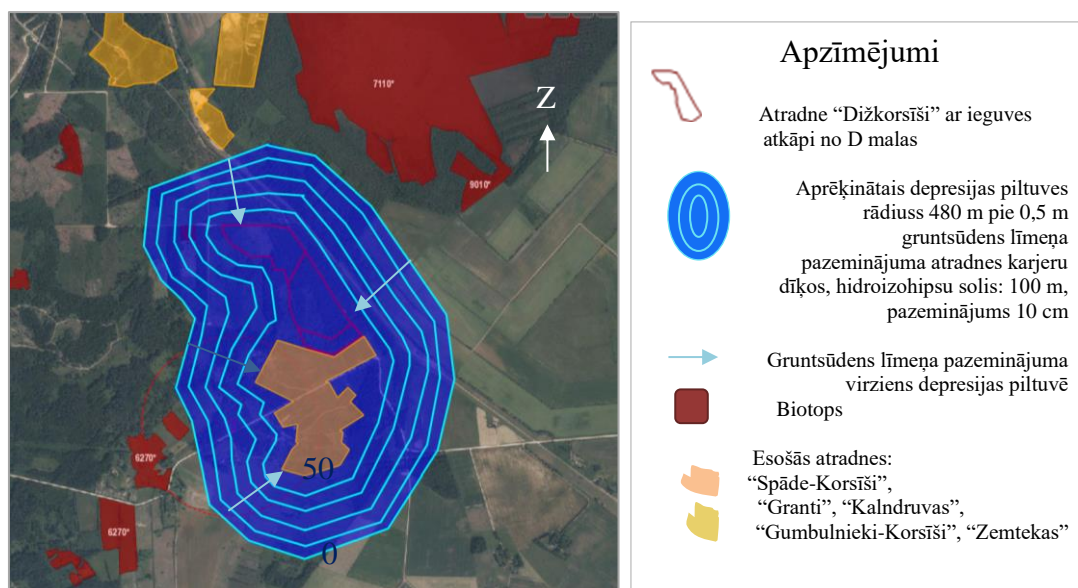 7110*
Z
9010*
6270*
50
6270*
0
Apzīmējumi
Atradne “Dižkorsīši” ar ieguves
atkāpi no D malas
Aprēķinātais depresijas piltuves
rādiuss 480 m pie 0,5 m
gruntsūdens līmeņa
pazeminājuma atradnes karjeru
dīķos, hidroizohipsu solis: 100 m,
pazeminājums 10 cm
Gruntsūdens līmeņa pazeminājuma
virziens depresijas piltuvē
Biotops
Esošās atradnes:
“Spāde-Korsīši”,
“Granti”, “Kalndruvas”,
“Gumbulnieki-Korsīši”, “Zemtekas”